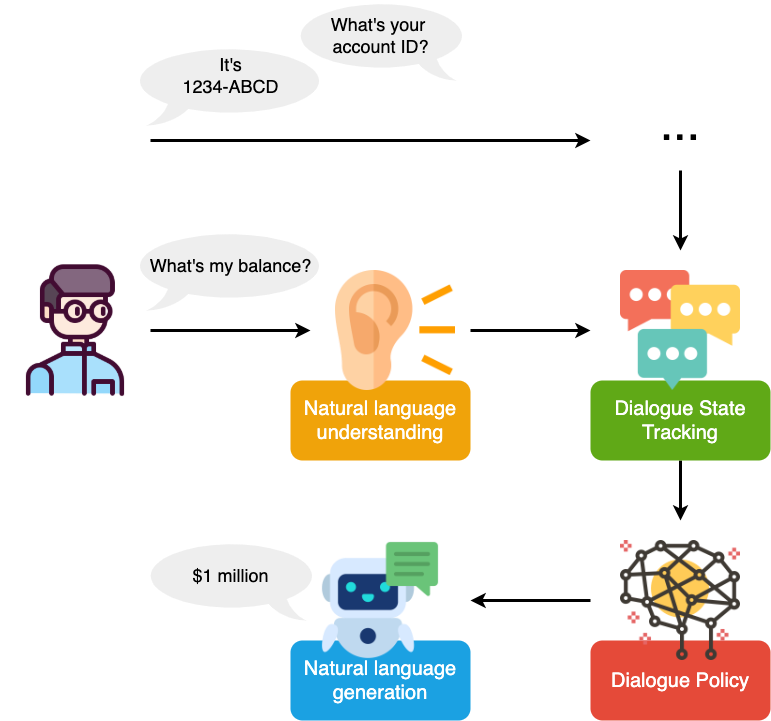 What's your
account ID?
It's
1234-ABCD
...
What's my balance?
Natural language
understanding
Dialogue State
Tracking
$1 million
Natural language
generation
Dialogue Policy